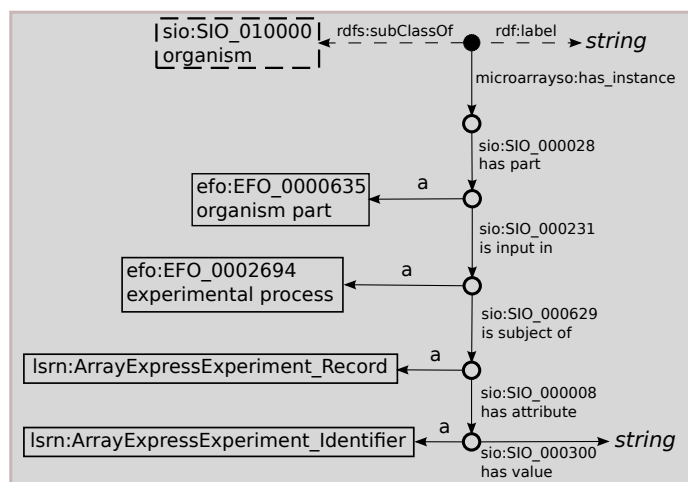 sio:SIO_010000
organism
rdfs:subClassOf
rdf:label
string
microarrayso:has_instance
sio:SIO_000028
has part
efo:EFO_0000635
organism part
a
sio:SIO_000231
is input in
efo:EFO_0002694
experimental process
a
sio:SIO_000629
is subject of
lsrn:ArrayExpressExperiment_Record
a
sio:SIO_000008
has attribute
lsrn:ArrayExpressExperiment_Identifier
a
string
sio:SIO_000300
has value